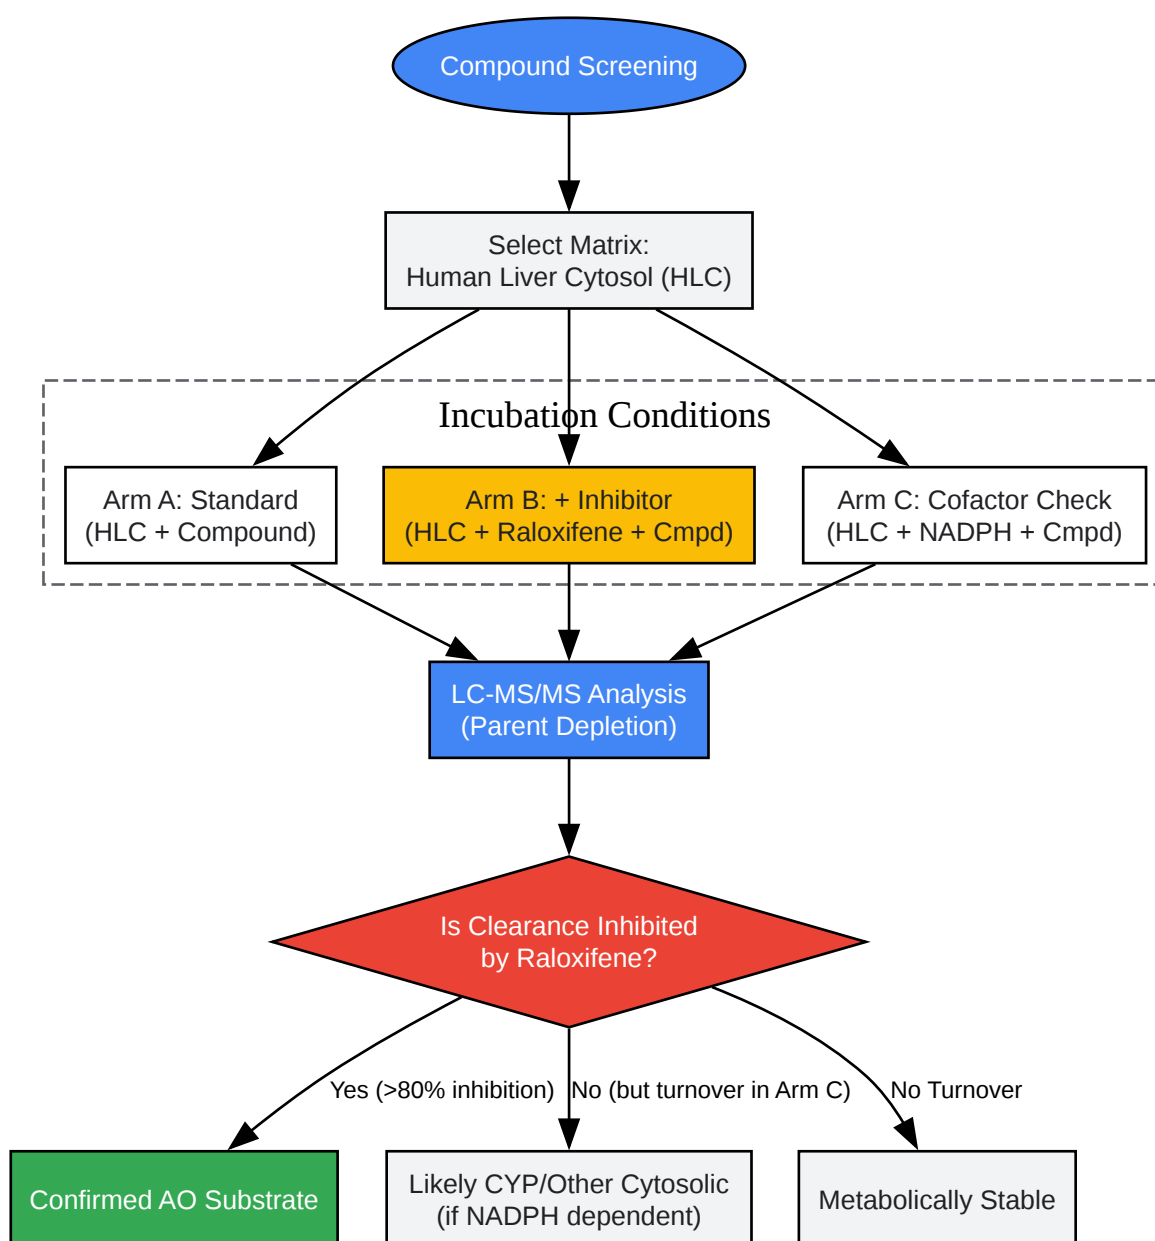 Compound Screening
Select Matrix:
Human Liver Cytosol (HLC)
Incubation Conditions
Arm A: Standard
(HLC + Compound)
Arm B: + Inhibitor
(HLC + Raloxifene + Cmpd)
Arm C: Cofactor Check
(HLC + NADPH + Cmpd)
LC-MS/MS Analysis
(Parent Depletion)
Is Clearance Inhibited
by Raloxifene?
Yes (>80% inhibition)
No (but turnover in Arm C)
No Turnover
Confirmed AO Substrate
Likely CYP/Other Cytosolic
(if NADPH dependent)
Metabolically Stable